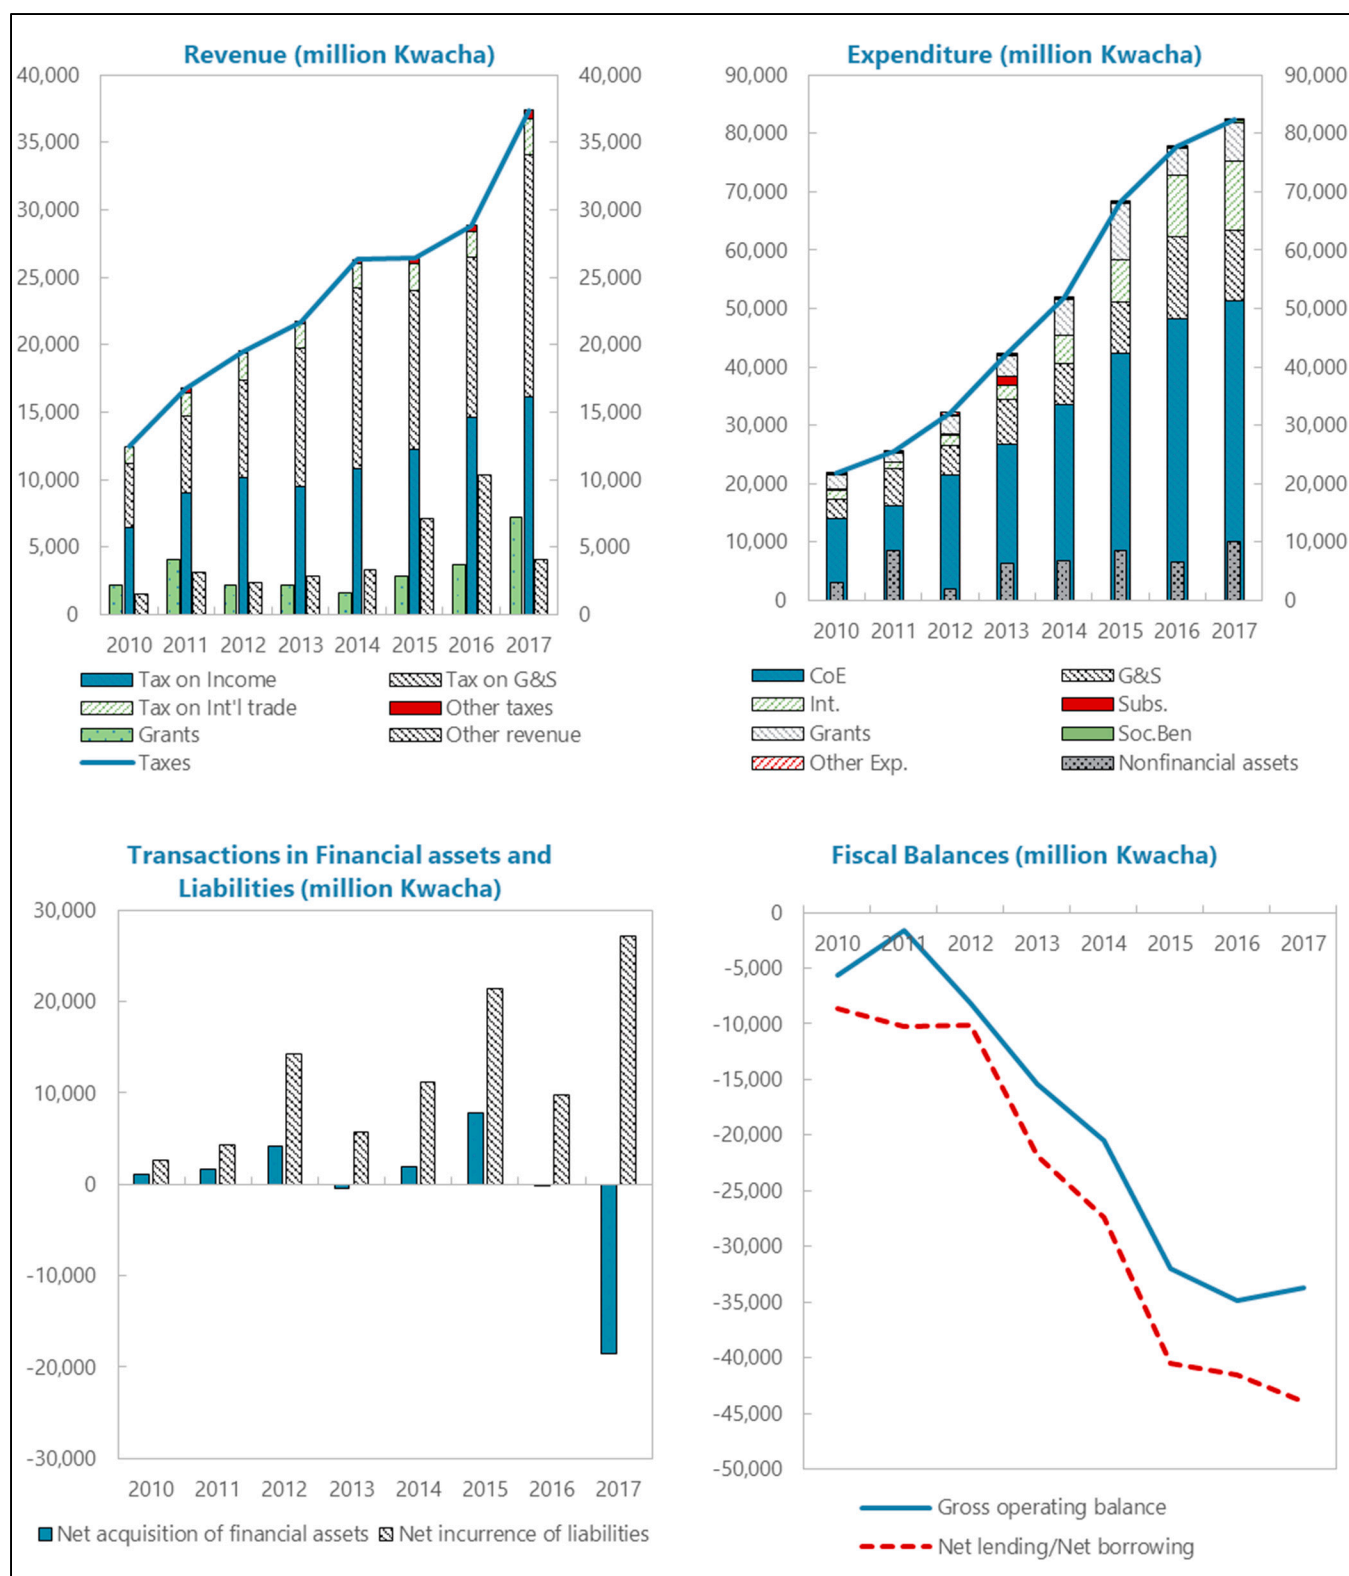 Revenue (million Kwacha)
40,000 40,000
35,000 35,000
30,000 30,000
25,000 25,000
20,000 20,000
15,000 15,000
10,000 10,000
5,000 5,000
0 0
2010 2011 2012 2013 2014 2015 2016 2017
Tax on Income Tax on G&S
Tax on Int'l trade Other taxes
Grants Other revenue
Taxes
Expenditure (million Kwacha)
90,000 90,000
80,000 80,000
70,000 70,000
60,000 60,000
50,000 50,000
40,000 40,000
30,000 30,000
20,000 20,000
10,000 10,000
0 0
2010 2011 2012 2013 2014 2015 2016 2017
CoE G&S
Int. Subs.
Grants Soc.Ben
Other Exp. Nonfinancial assets
Transactions in Financial assets and
Liabilities (million Kwacha)
30,000
20,000
10,000
0
-10,000
-20,000
-30,000
2010 2011 2012 2013 2014 2015 2016 2017
Net acquisition of financial assets Net incurrence of liabilities
Fiscal Balances (million Kwacha)
0
2010 2011 2012 2013 2014 2015 2016 2017
-5,000
-10,000
-15,000
-20,000
-25,000
-30,000
-35,000
-40,000
-45,000
-50,000
Gross operating balance
Net lending/Net borrowing